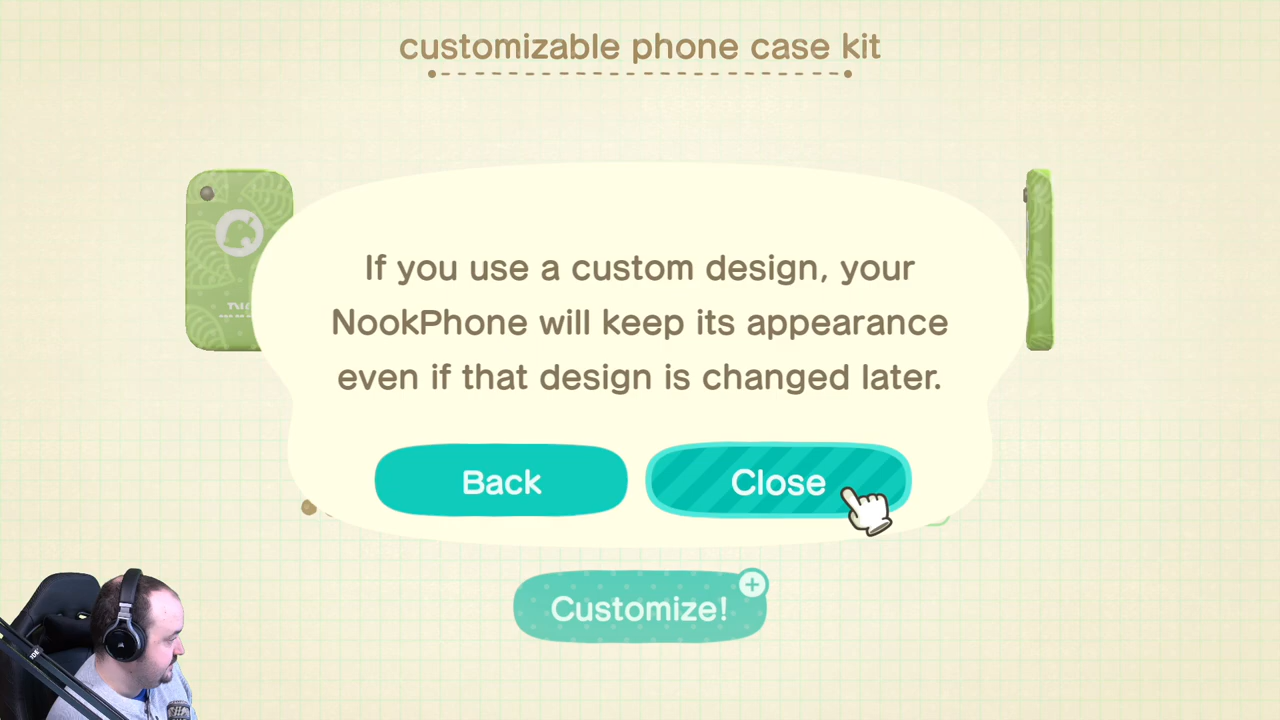 customizable phone case kit
If you use a custom design, your
NookPhone will keep its appearance
even if that design is changed later.
Back
Close
Customize!